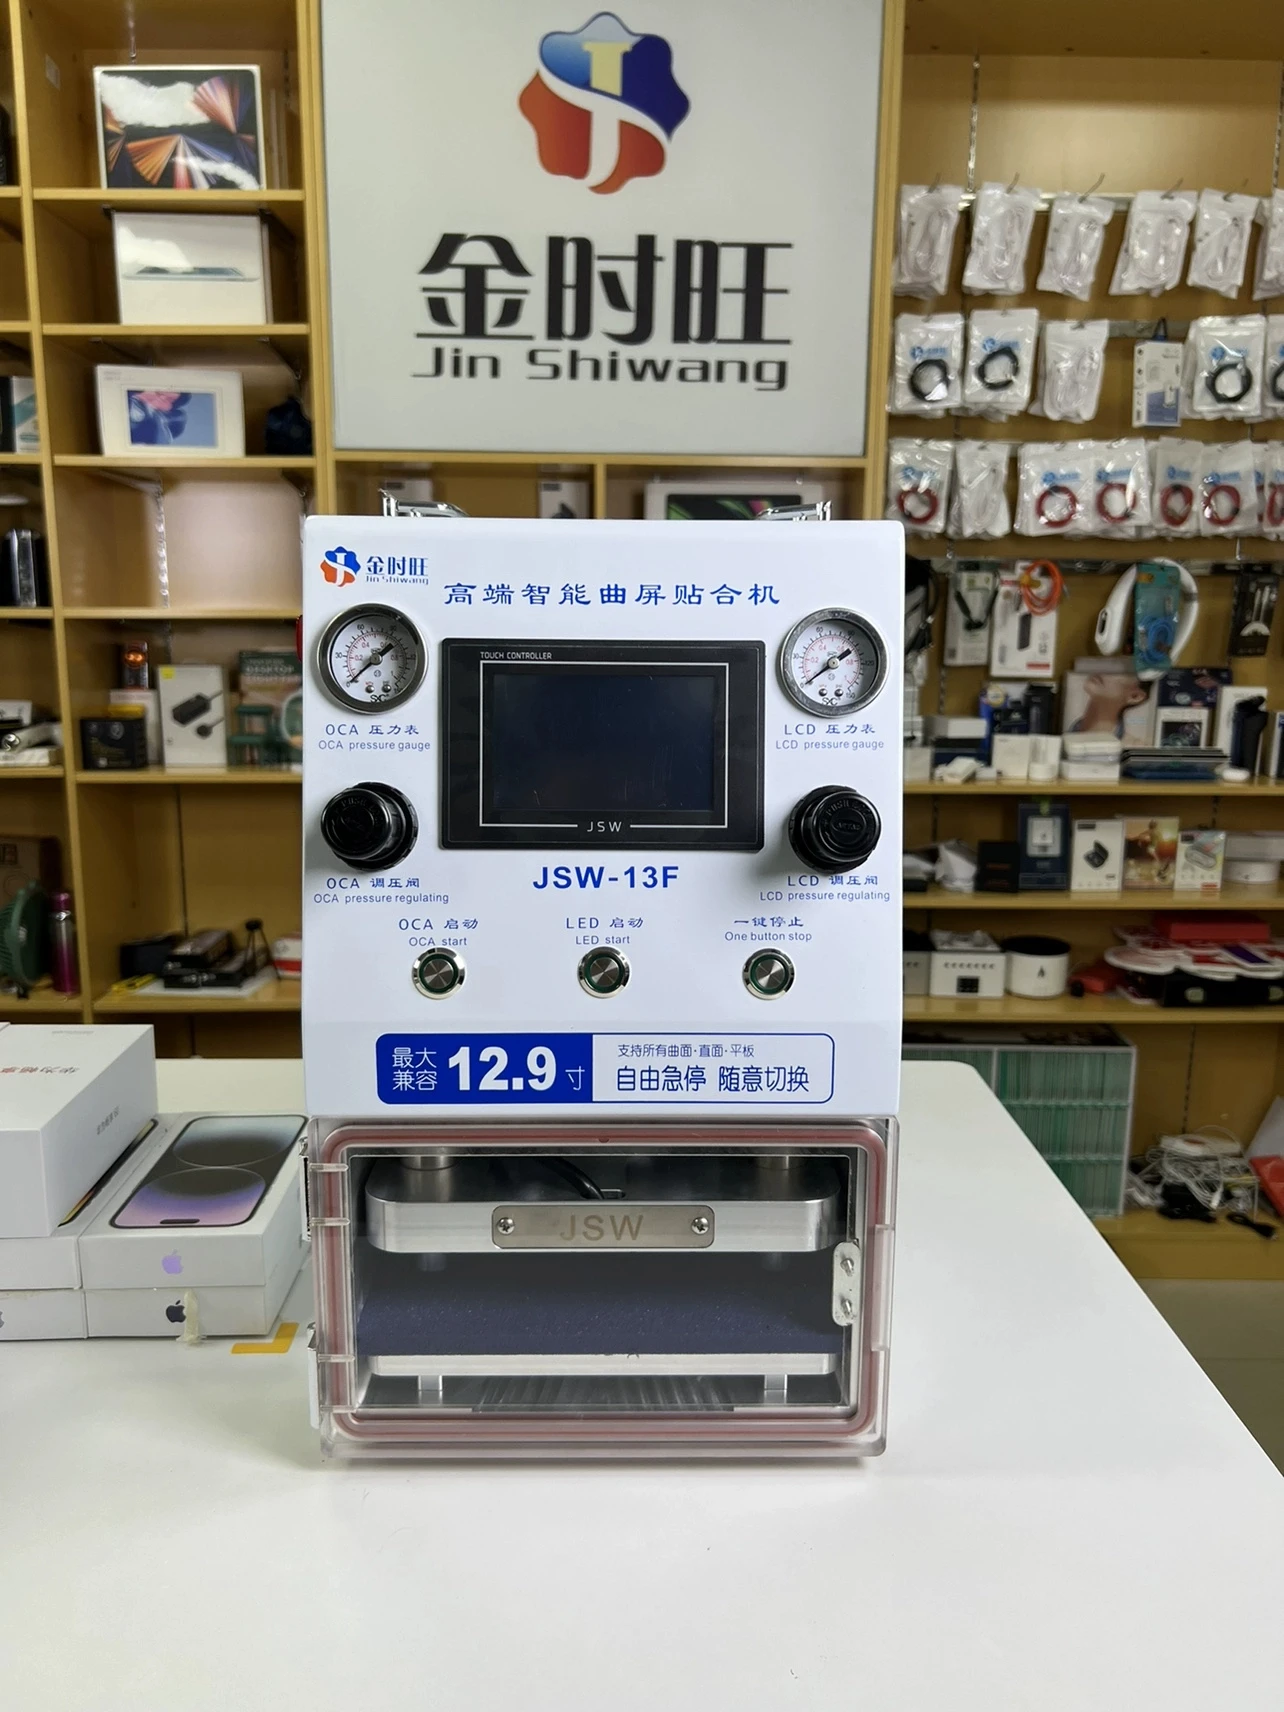 金时旺
Jin Shiwang
金时旺
Jin Shiwang
高端智能曲屏贴合机
TOUCH CONTROLLER
JSW
OCA 压力表
OCA pressure gauge
LCD 压力表
LCD pressure gauge
JSW-13F
OCA 调压阀
OCA pressure regulating
LCD 调压阀
LCD pressure regulating
OCA 启动
OCA start
LED 启动
LED start
一键停止
One button stop
最大
兼容
12.9寸
支持所有曲面·直面·平板
自由急停 随意切换
JSW